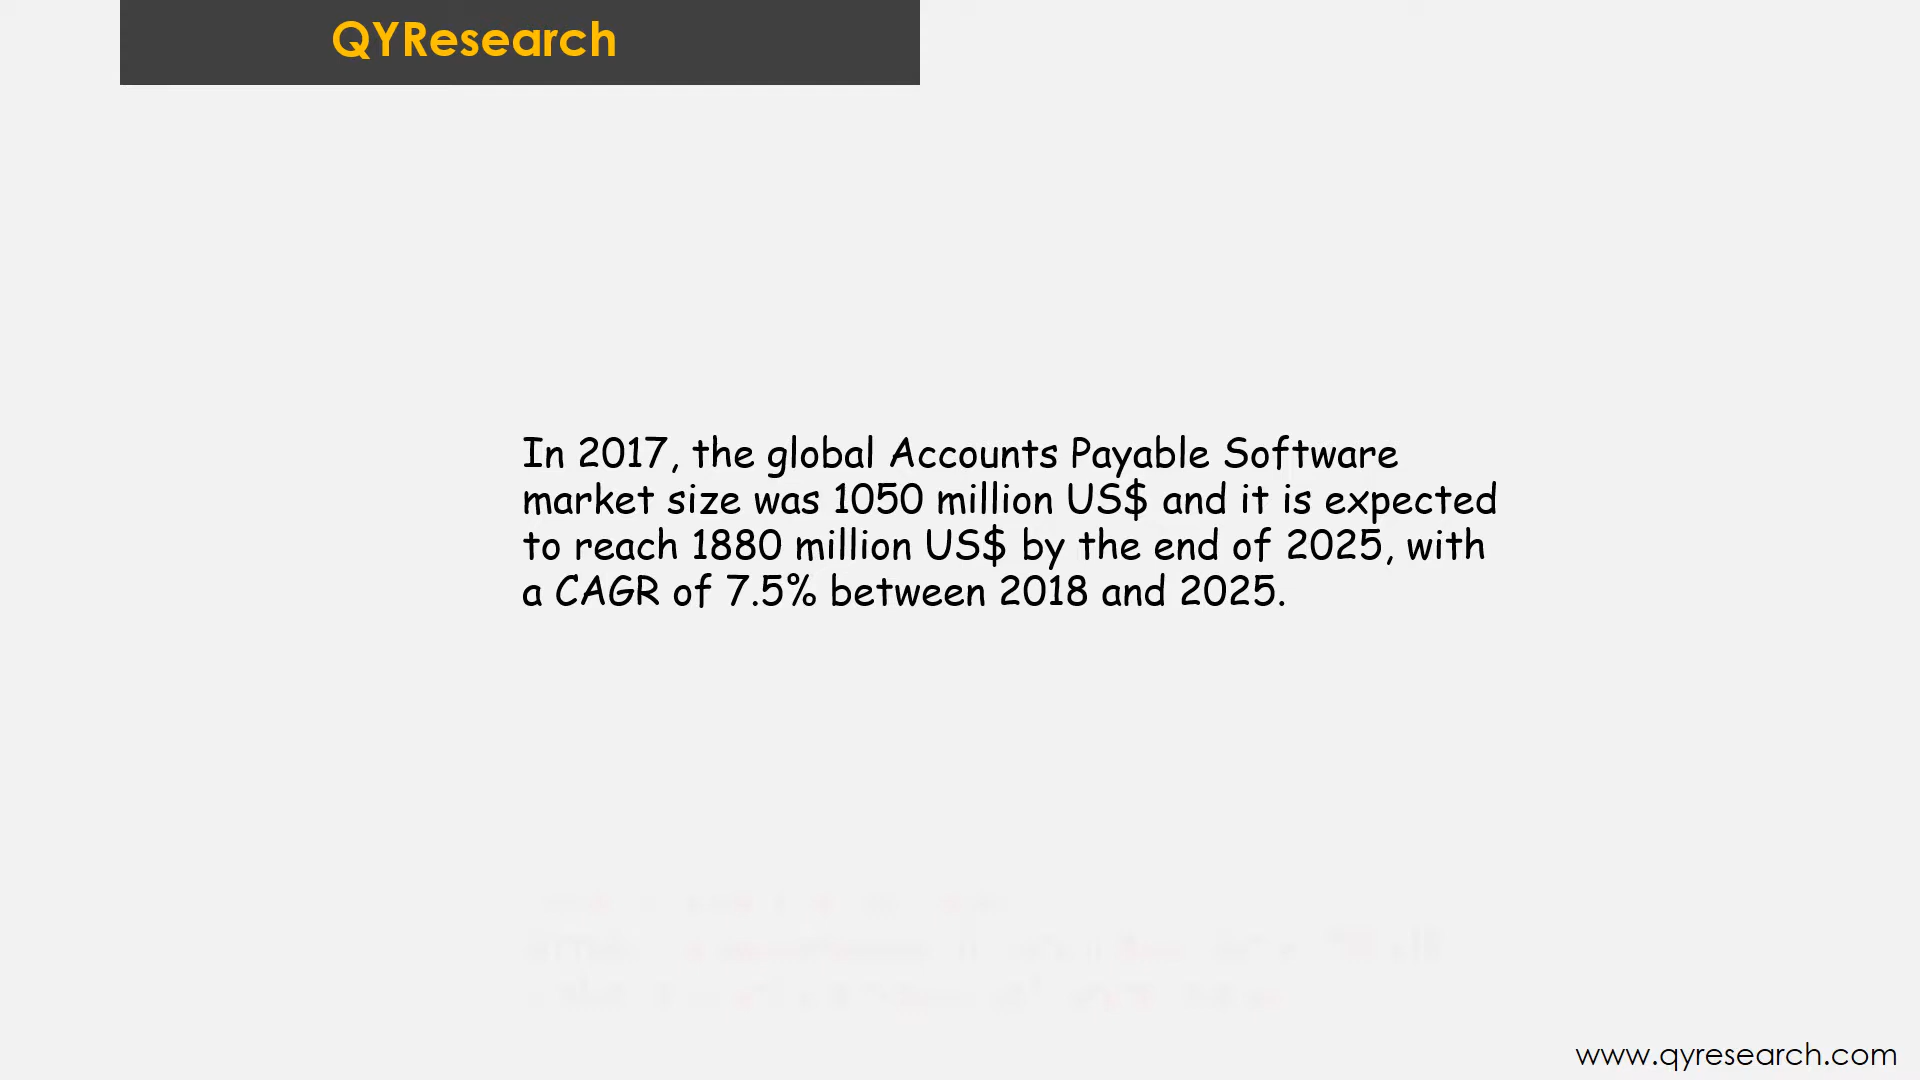 QYResearch
In 2017, the global Accounts Payable Software
market size was 1050 million US$ and it is expected
to reach 1880 million US$ by the end of 2025, with
a CAGR of 7.5% between 2018 and 2025.
www.qyresearch.com